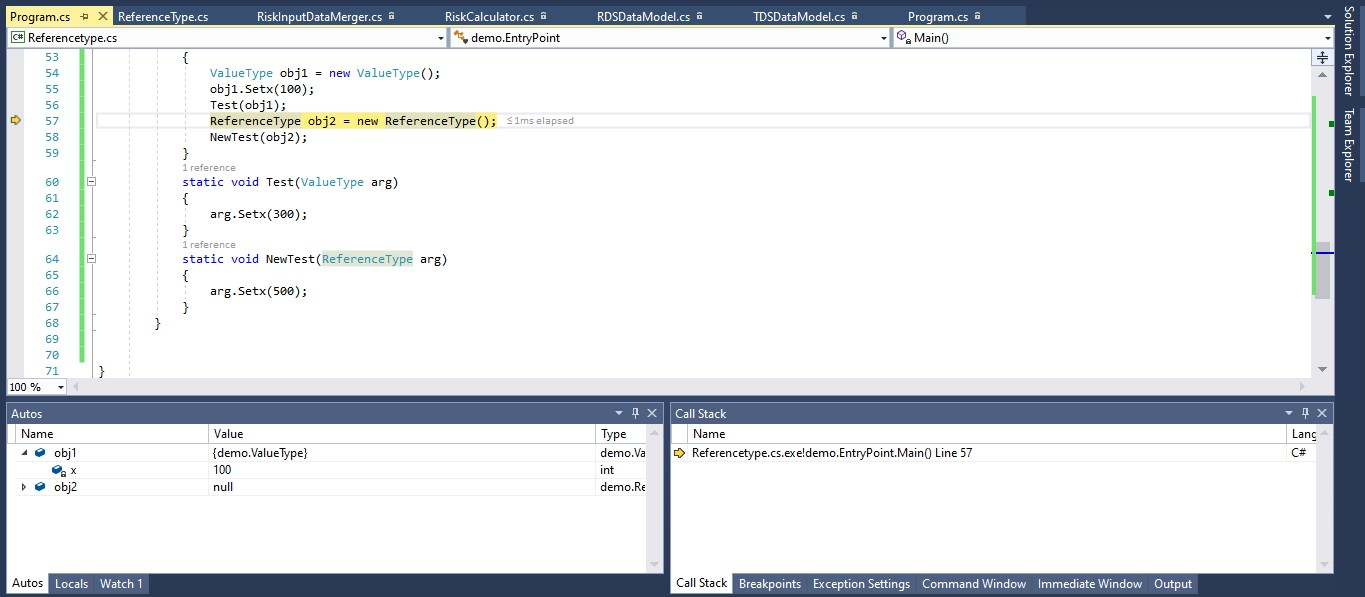 Program.cs ReferenceType.cs RiskInputDataMerger.cs RiskCalculator.cs RDSDataModel.cs TDSDataModel.cs Program.cs
Referencetype.cs demo.EntryPoint Main()
53 {
54 ValueType obj1 = new ValueType();
55 obj1.Setx(100);
56 Test(obj1);
57 ReferenceType obj2 = new ReferenceType(); ≤1ms elapsed
58 NewTest(obj2);
59 }
1 reference
60 static void Test(ValueType arg)
61 {
62 arg.Setx(300);
63 }
1 reference
64 static void NewTest(ReferenceType arg)
65 {
66 arg.Setx(500);
67 }
68 }
69
70
71 }
100 %
Solution Explorer
Team Explorer
Autos
Name Value Type
obj1 {demo.ValueType} demo.Va
x 100 int
obj2 null demo.Re
Autos Locals Watch 1
Call Stack
Name Lang
Referencetype.cs.exe!demo.EntryPoint.Main() Line 57 C#
Call Stack Breakpoints Exception Settings Command Window Immediate Window Output